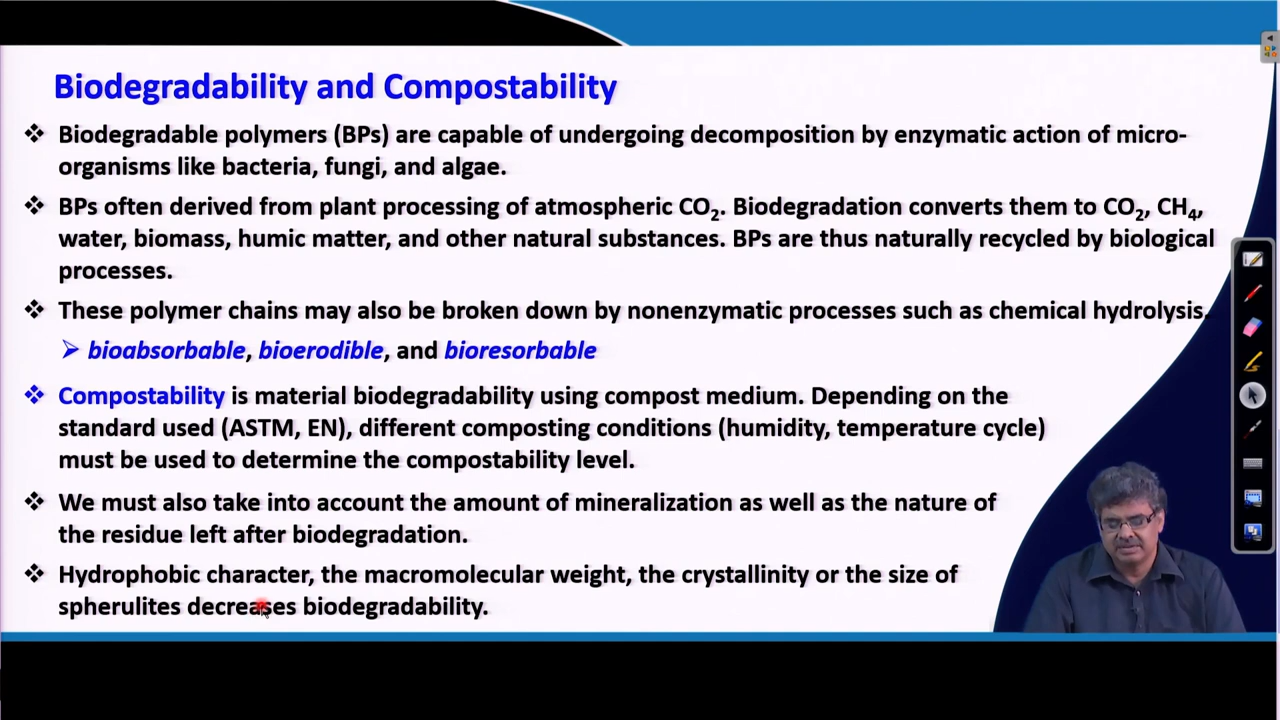 Biodegradability and Compostability
❖ Biodegradable polymers (BPs) are capable of undergoing decomposition by enzymatic action of micro-
organisms like bacteria, fungi, and algae.
❖ BPs often derived from plant processing of atmospheric CO₂. Biodegradation converts them to CO₂, CH₄,
water, biomass, humic matter, and other natural substances. BPs are thus naturally recycled by biological
processes.
❖ These polymer chains may also be broken down by nonenzymatic processes such as chemical hydrolysis.
➢ bioabsorbable, bioerodible, and bioresorbable
❖ Compostability is material biodegradability using compost medium. Depending on the
standard used (ASTM, EN), different composting conditions (humidity, temperature cycle)
must be used to determine the compostability level.
❖ We must also take into account the amount of mineralization as well as the nature of
the residue left after biodegradation.
❖ Hydrophobic character, the macromolecular weight, the crystallinity or the size of
spherulites decreases biodegradability.